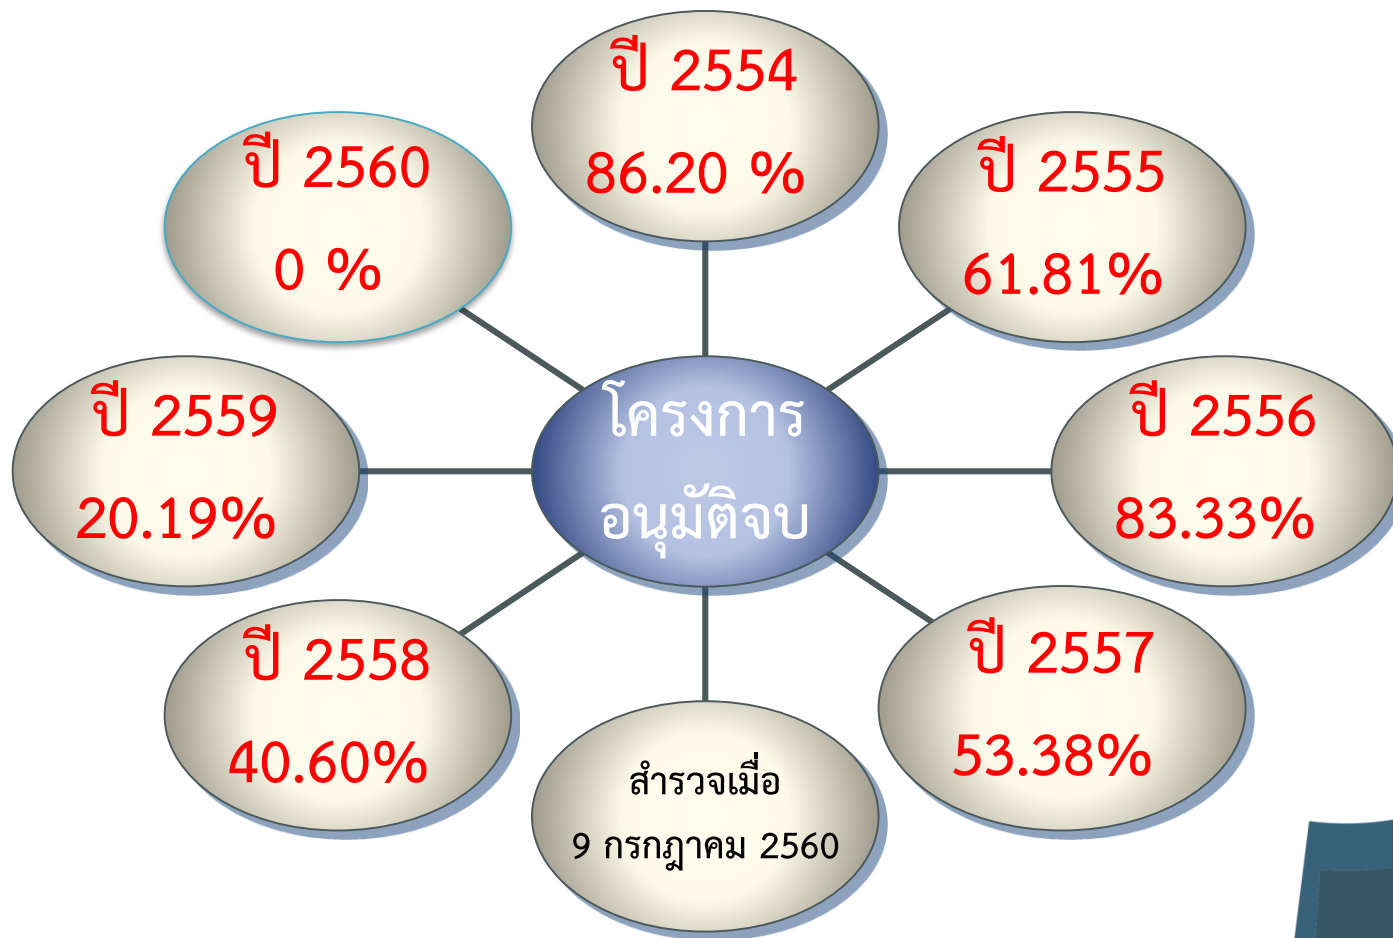 ปี 2554
86.20 %
ปี 2555
61.81%
ปี 2556
83.33%
ปี 2557
53.38%
สำรวจเมื่อ
9 กรกฎาคม 2560
ปี 2558
40.60%
ปี 2559
20.19%
ปี 2560
0 %
โครงการ
อนุมัติจบ